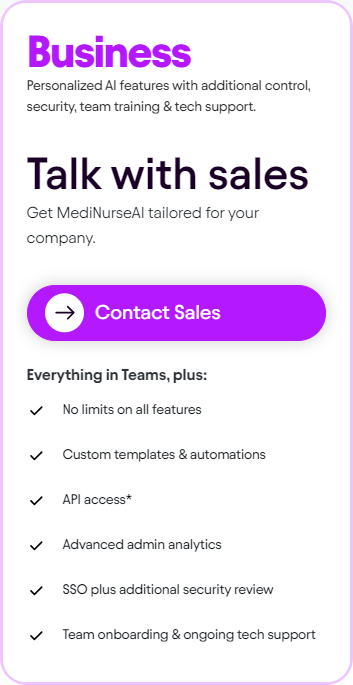 Business
Personalized AI features with additional control,
security, team training & tech support.
Talk with sales
Get MediNurseAI tailored for your
company.
Contact Sales
Everything in Teams, plus:
No limits on all features
Custom templates & automations
API access*
Advanced admin analytics
SSO plus additional security review
Team onboarding & ongoing tech support